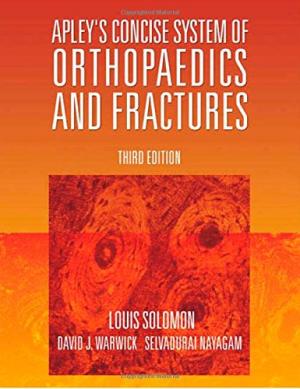 APLEY'S CONCISE SYSTEM OF
ORTHOPAEDICS
AND FRACTURES
THIRD EDITION
LOUIS SOLOMON
DAVID J. WARWICK SELVADURAI NAYAGAM